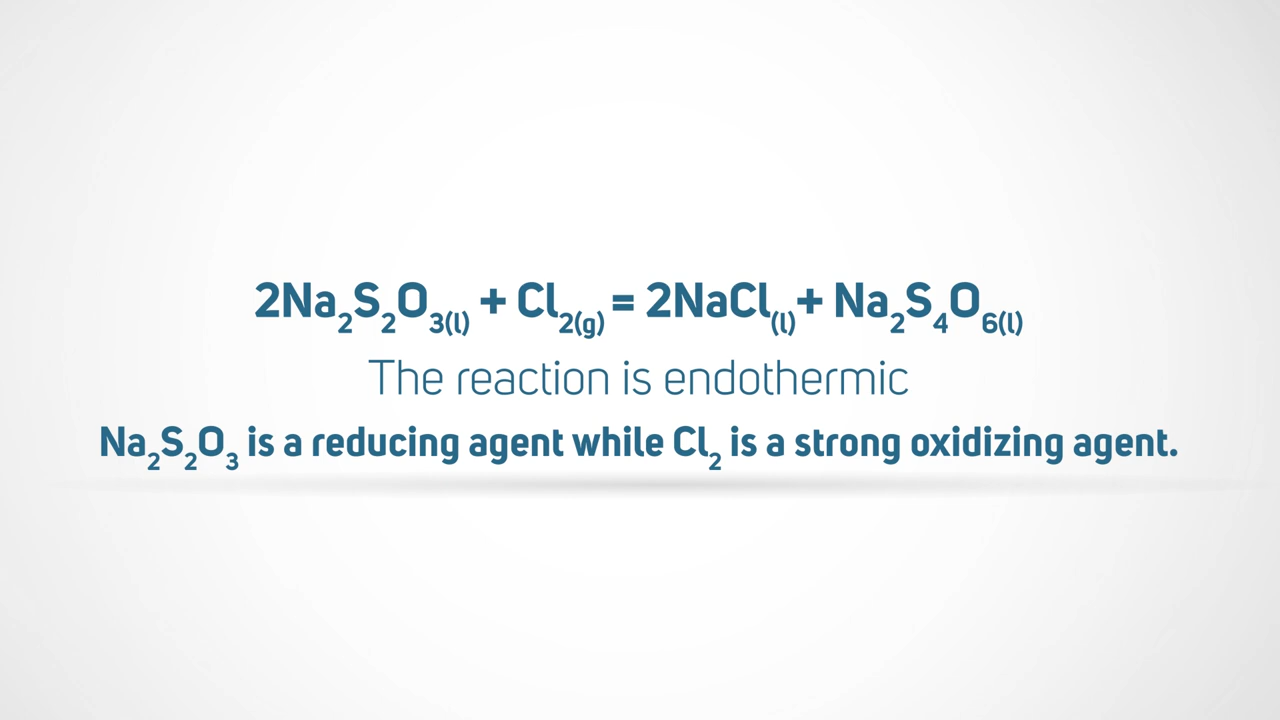 2Na₂S₂O₃₍ₗ₎ + Cl₂₍g₎ = 2NaCl₍ₗ₎+ Na₂S₄O₆₍ₗ₎
The reaction is endothermic
Na₂S₂O₃ is a reducing agent while Cl₂ is a strong oxidizing agent.